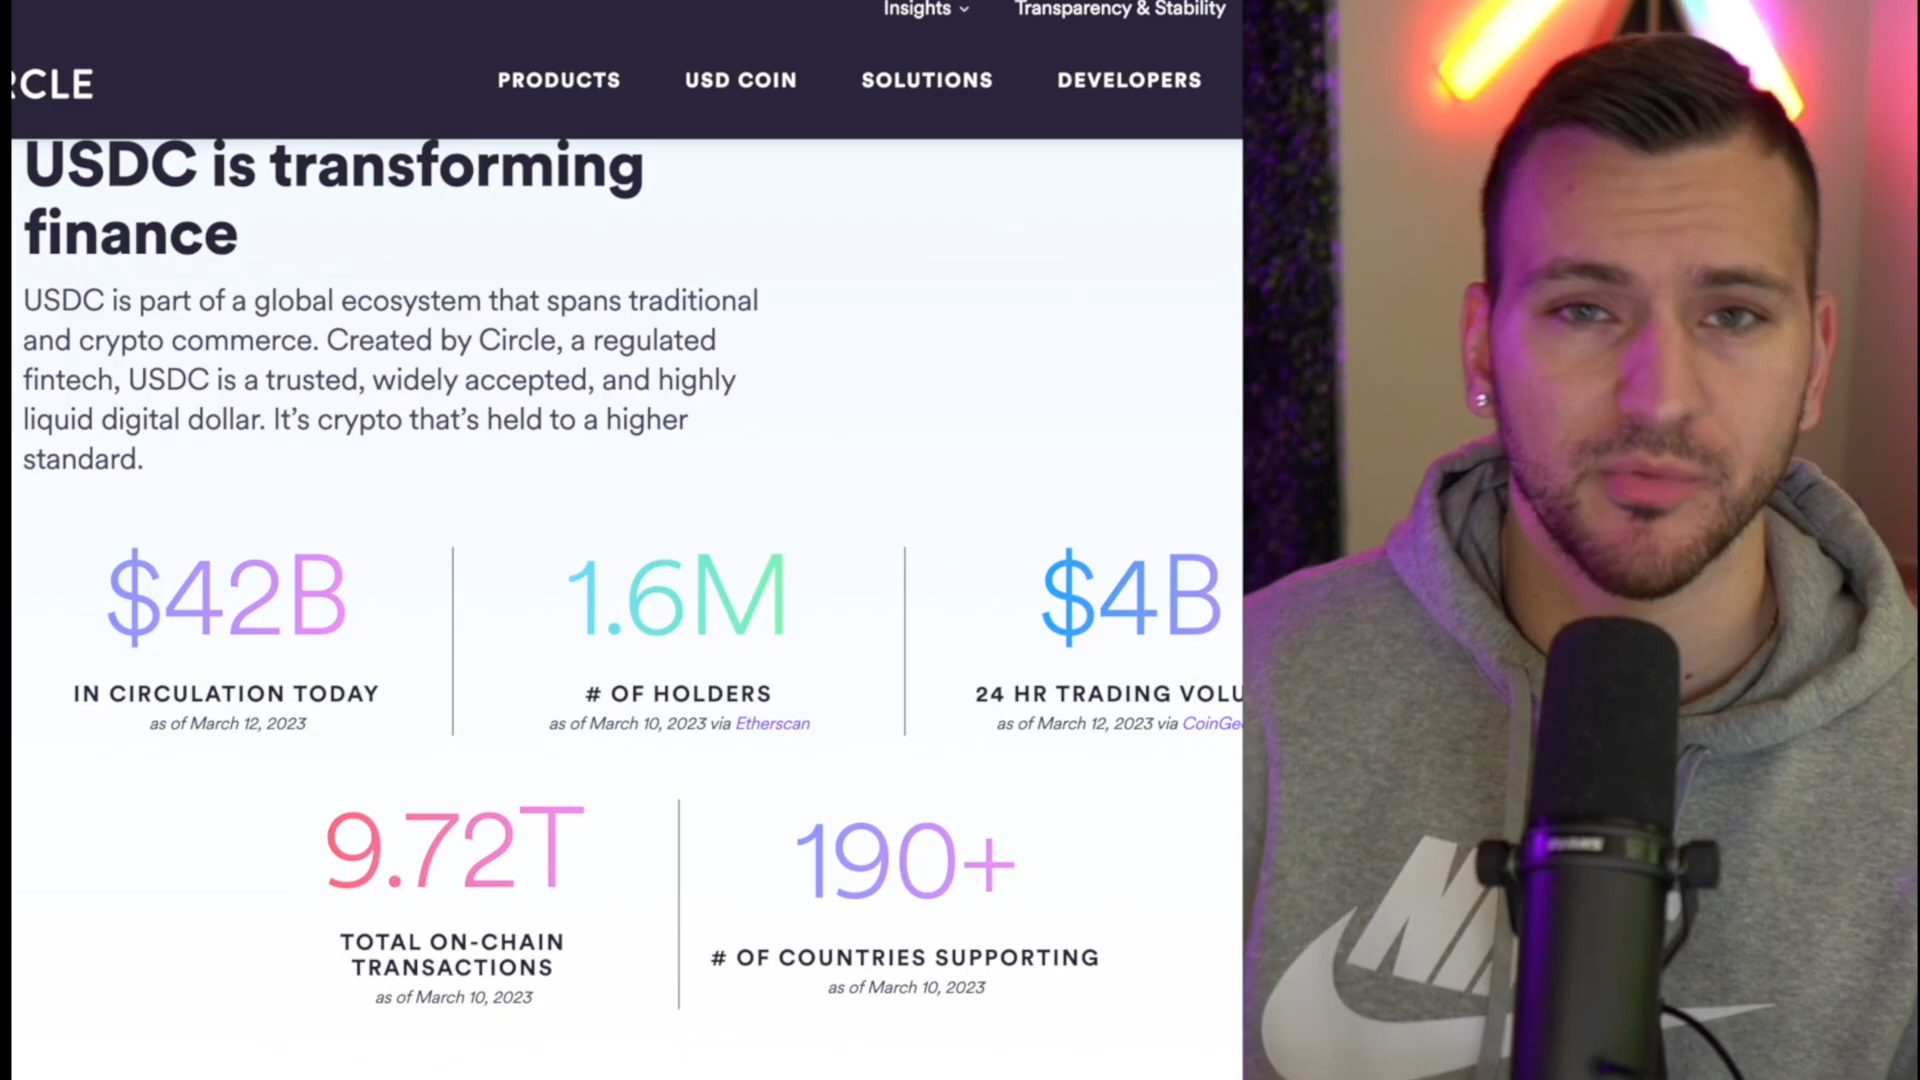 Insights
Transparency & Stability
RCLE
PRODUCTS
USD COIN
SOLUTIONS
DEVELOPERS
USDC is transforming
finance
USDC is part of a global ecosystem that spans traditional
and crypto commerce. Created by Circle, a regulated
fintech, USDC is a trusted, widely accepted, and highly
liquid digital dollar. It’s crypto that’s held to a higher
standard.
$42B
IN CIRCULATION TODAY
as of March 12, 2023
1.6M
# OF HOLDERS
as of March 10, 2023 via Etherscan
$4B
24 HR TRADING VOLU
as of March 12, 2023 via CoinGe
9.72T
TOTAL ON-CHAIN
TRANSACTIONS
as of March 10, 2023
190+
# OF COUNTRIES SUPPORTING
as of March 10, 2023